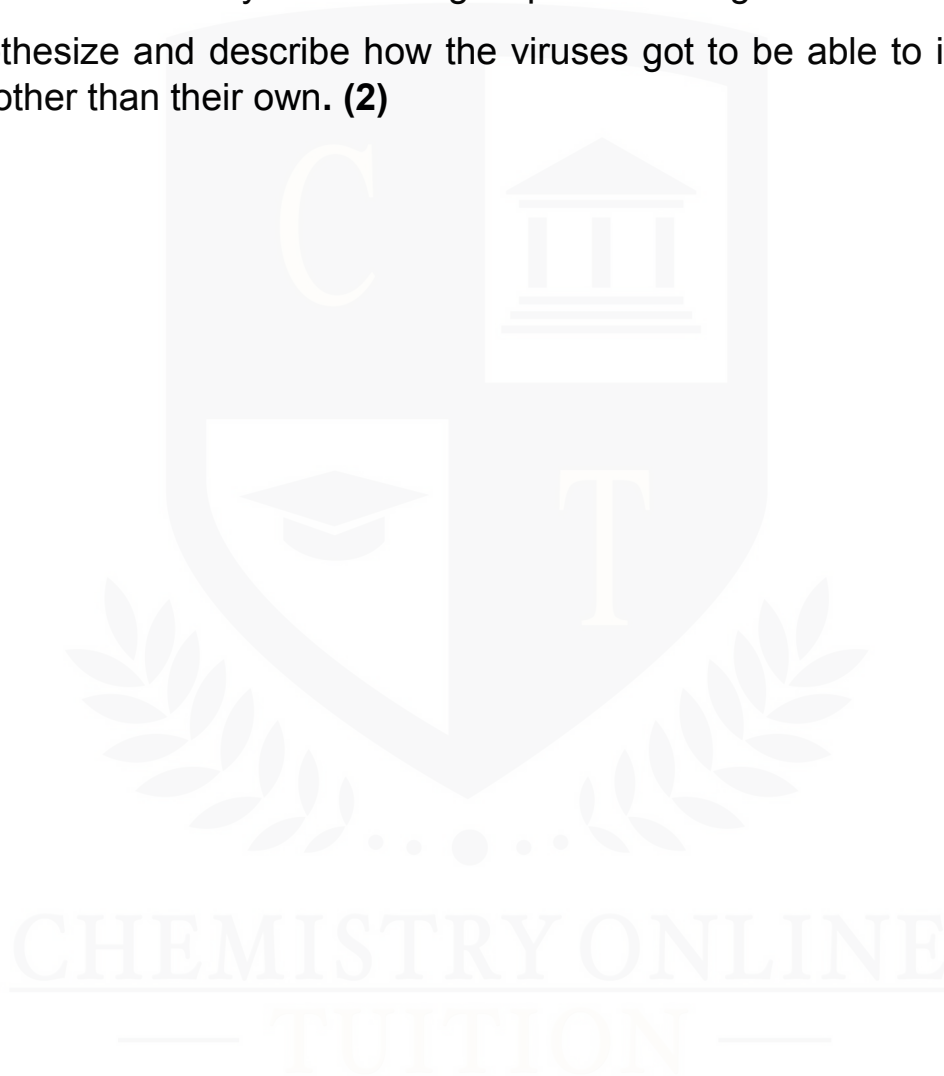 thesize and describe how the viruses got to be able to i
other than their own. (2)
C
T
CHEMISTRY ONLINE
— TUITION —